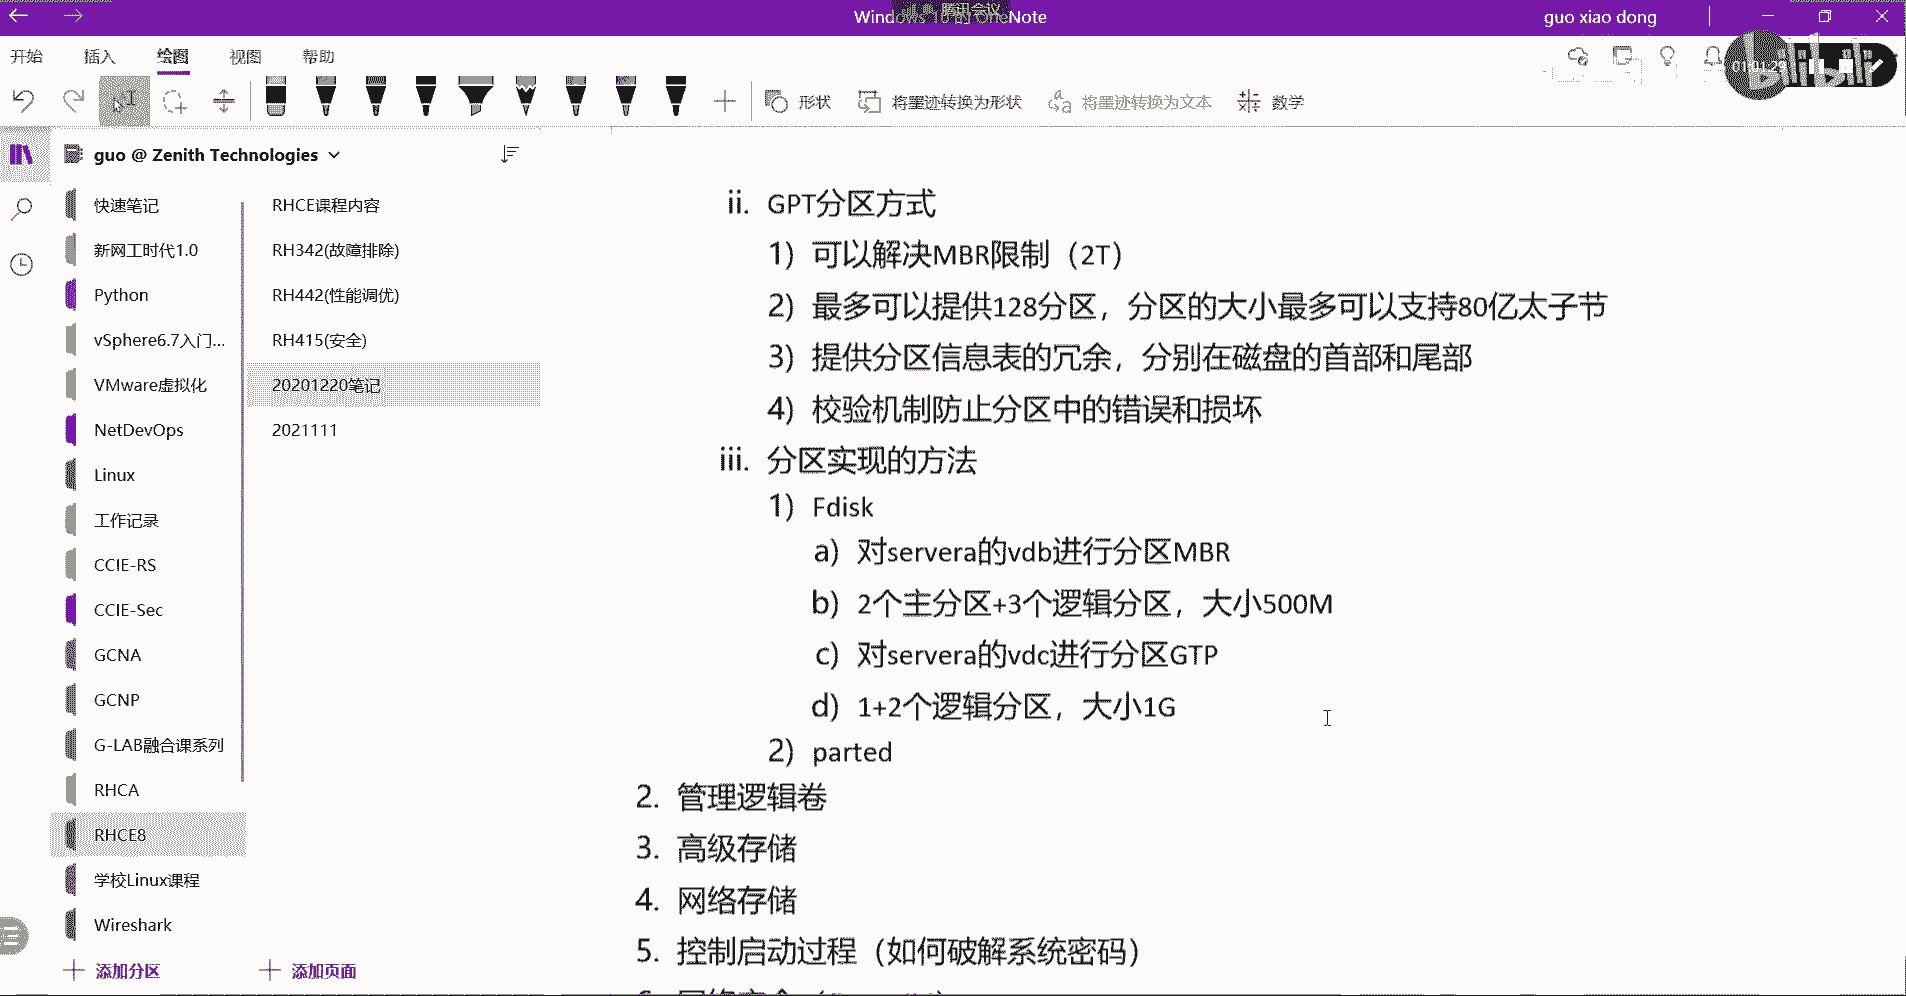 Windows 10 的 OneNote
腾讯会议
guo xiao dong
开始 插入 绘图 视图 帮助
bilibili
01:01:29
形状 将墨迹转换为形状 将墨迹转换为文本 数学
guo @ Zenith Technologies
快速笔记
新网工时代1.0
Python
vSphere6.7入门...
VMware虚拟化
NetDevOps
Linux
工作记录
CCIE-RS
CCIE-Sec
GCNA
GCNP
G-LAB融合课系列
RHCA
RHCE8
学校Linux课程
Wireshark
添加分区
RHCE课程内容
RH342(故障排除)
RH442(性能调优)
RH415(安全)
20201220笔记
2021111
添加页面
ii. GPT分区方式
1) 可以解决MBR限制（2T）
2) 最多可以提供128分区，分区的大小最多可以支持80亿太子节
3) 提供分区信息表的冗余，分别在磁盘的首部和尾部
4) 校验机制防止分区中的错误和损坏
iii. 分区实现的方法
1) Fdisk
a) 对servera的vdb进行分区MBR
b) 2个主分区+3个逻辑分区，大小500M
c) 对servera的vdc进行分区GTP
d) 1+2个逻辑分区，大小1G
2) parted
2. 管理逻辑卷
3. 高级存储
4. 网络存储
5. 控制启动过程（如何破解系统密码）